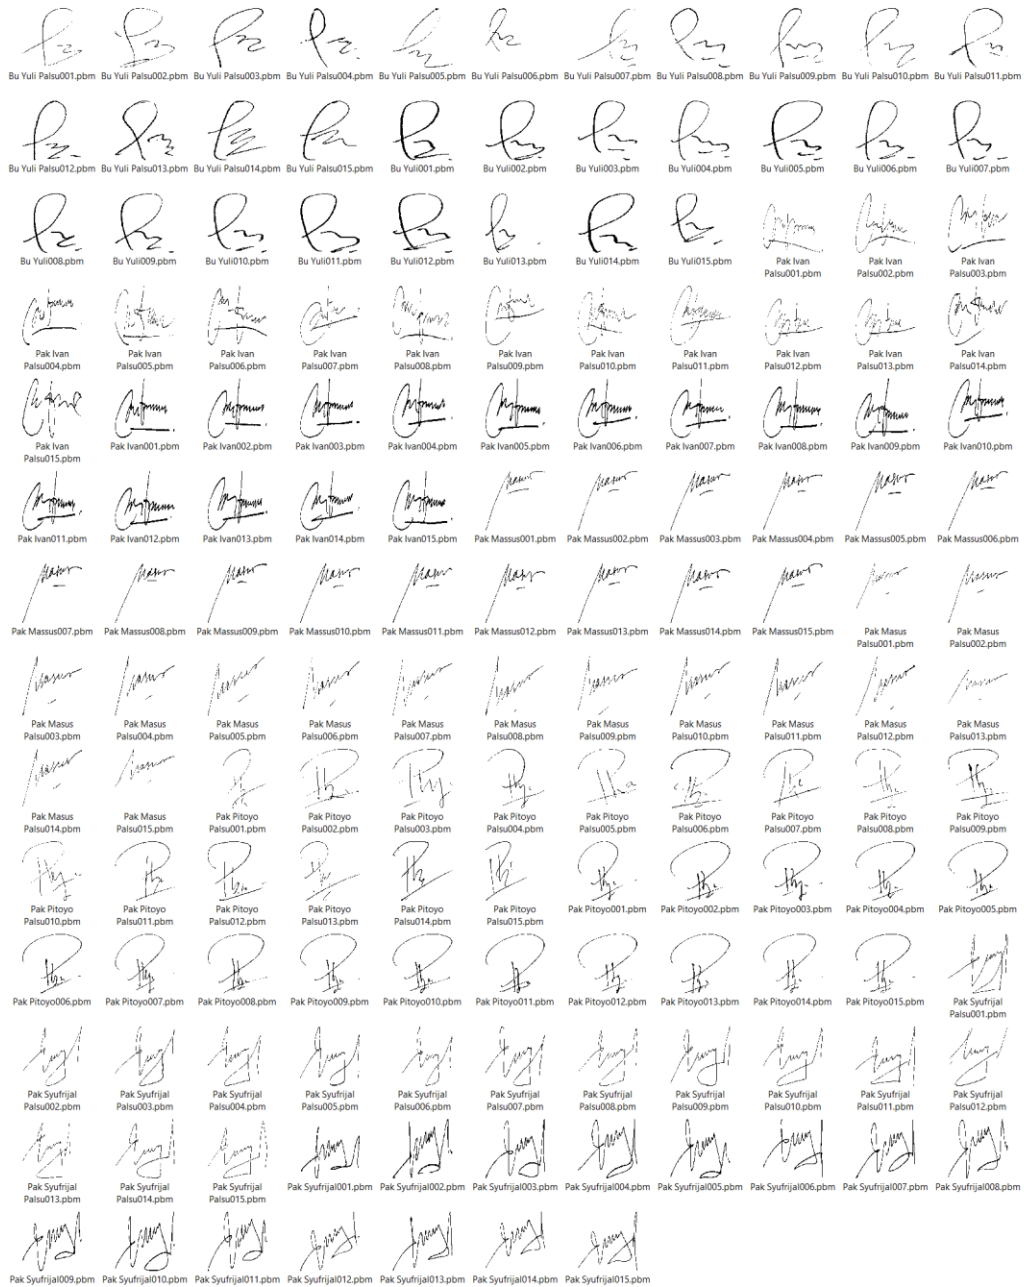 Bu Yuli Palsu001.pbm Bu Yuli Palsu002.pbm Bu Yuli Palsu003.pbm Bu Yuli Palsu004.pbm Bu Yuli Palsu005.pbm Bu Yuli Palsu006.pbm Bu Yuli Palsu007.pbm Bu Yuli Palsu008.pbm Bu Yuli Palsu009.pbm Bu Yuli Palsu010.pbm Bu Yuli Palsu011.pbm
Bu Yuli Palsu012.pbm Bu Yuli Palsu013.pbm Bu Yuli Palsu014.pbm Bu Yuli Palsu015.pbm Bu Yuli001.pbm Bu Yuli002.pbm Bu Yuli003.pbm Bu Yuli004.pbm Bu Yuli005.pbm Bu Yuli006.pbm Bu Yuli007.pbm
Bu Yuli008.pbm Bu Yuli009.pbm Bu Yuli010.pbm Bu Yuli011.pbm Bu Yuli012.pbm Bu Yuli013.pbm Bu Yuli014.pbm Bu Yuli015.pbm Pak Ivan Pak Ivan Pak Ivan
Palsu001.pbm Palsu002.pbm Palsu003.pbm
Pak Ivan Pak Ivan Pak Ivan Pak Ivan Pak Ivan Pak Ivan Pak Ivan Pak Ivan Pak Ivan Pak Ivan Pak Ivan
Palsu004.pbm Palsu005.pbm Palsu006.pbm Palsu007.pbm Palsu008.pbm Palsu009.pbm Palsu010.pbm Palsu011.pbm Palsu012.pbm Palsu013.pbm Palsu014.pbm
Pak Ivan Pak Ivan001.pbm Pak Ivan002.pbm Pak Ivan003.pbm Pak Ivan004.pbm Pak Ivan005.pbm Pak Ivan006.pbm Pak Ivan007.pbm Pak Ivan008.pbm Pak Ivan009.pbm Pak Ivan010.pbm
Palsu015.pbm
Pak Ivan011.pbm Pak Ivan012.pbm Pak Ivan013.pbm Pak Ivan014.pbm Pak Ivan015.pbm Pak Massus001.pbm Pak Massus002.pbm Pak Massus003.pbm Pak Massus004.pbm Pak Massus005.pbm Pak Massus006.pbm
Pak Massus007.pbm Pak Massus008.pbm Pak Massus009.pbm Pak Massus010.pbm Pak Massus011.pbm Pak Massus012.pbm Pak Massus013.pbm Pak Massus014.pbm Pak Massus015.pbm Pak Masus Pak Masus
Palsu001.pbm Palsu002.pbm
Pak Masus Pak Masus Pak Masus Pak Masus Pak Masus Pak Masus Pak Masus Pak Masus Pak Masus Pak Masus Pak Masus
Palsu003.pbm Palsu004.pbm Palsu005.pbm Palsu006.pbm Palsu007.pbm Palsu008.pbm Palsu009.pbm Palsu010.pbm Palsu011.pbm Palsu012.pbm Palsu013.pbm
Pak Masus Pak Masus Pak Pitoyo Pak Pitoyo Pak Pitoyo Pak Pitoyo Pak Pitoyo Pak Pitoyo Pak Pitoyo Pak Pitoyo Pak Pitoyo
Palsu014.pbm Palsu015.pbm Palsu001.pbm Palsu002.pbm Palsu003.pbm Palsu004.pbm Palsu005.pbm Palsu006.pbm Palsu007.pbm Palsu008.pbm Palsu009.pbm
Pak Pitoyo Pak Pitoyo Pak Pitoyo Pak Pitoyo Pak Pitoyo Pak Pitoyo Pak Pitoyo001.pbm Pak Pitoyo002.pbm Pak Pitoyo003.pbm Pak Pitoyo004.pbm Pak Pitoyo005.pbm
Palsu010.pbm Palsu011.pbm Palsu012.pbm Palsu013.pbm Palsu014.pbm Palsu015.pbm
Pak Pitoyo006.pbm Pak Pitoyo007.pbm Pak Pitoyo008.pbm Pak Pitoyo009.pbm Pak Pitoyo010.pbm Pak Pitoyo011.pbm Pak Pitoyo012.pbm Pak Pitoyo013.pbm Pak Pitoyo014.pbm Pak Pitoyo015.pbm Pak Syufrijal
Palsu001.pbm
Pak Syufrijal Pak Syufrijal Pak Syufrijal Pak Syufrijal Pak Syufrijal Pak Syufrijal Pak Syufrijal Pak Syufrijal Pak Syufrijal Pak Syufrijal Pak Syufrijal
Palsu002.pbm Palsu003.pbm Palsu004.pbm Palsu005.pbm Palsu006.pbm Palsu007.pbm Palsu008.pbm Palsu009.pbm Palsu010.pbm Palsu011.pbm Palsu012.pbm
Pak Syufrijal Pak Syufrijal Pak Syufrijal Pak Syufrijal001.pbm Pak Syufrijal002.pbm Pak Syufrijal003.pbm Pak Syufrijal004.pbm Pak Syufrijal005.pbm Pak Syufrijal006.pbm Pak Syufrijal007.pbm Pak Syufrijal008.pbm
Palsu013.pbm Palsu014.pbm Palsu015.pbm
Pak Syufrijal009.pbm Pak Syufrijal010.pbm Pak Syufrijal011.pbm Pak Syufrijal012.pbm Pak Syufrijal013.pbm Pak Syufrijal014.pbm Pak Syufrijal015.pbm